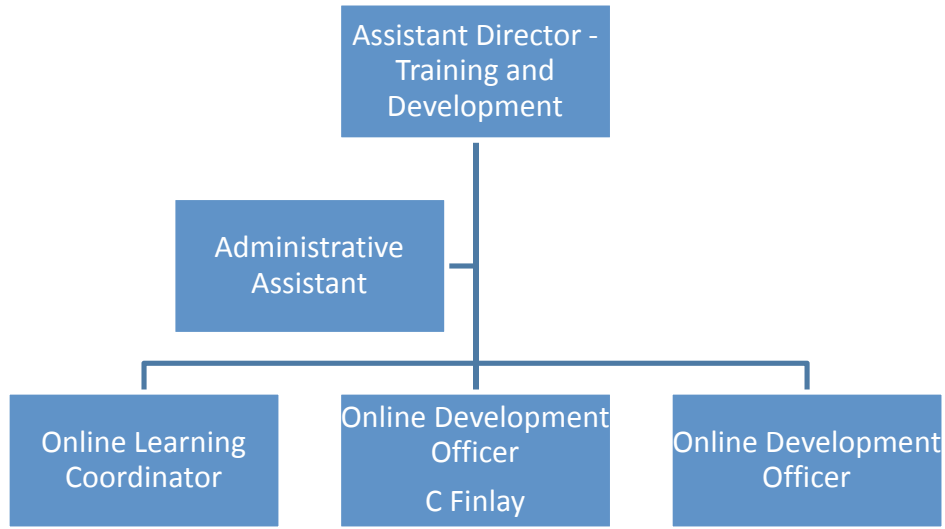 Assistant Director -
Training and
Development
Administrative
Assistant
Online Learning
Coordinator
Online Development
Officer
C Finlay
Online Development
Officer